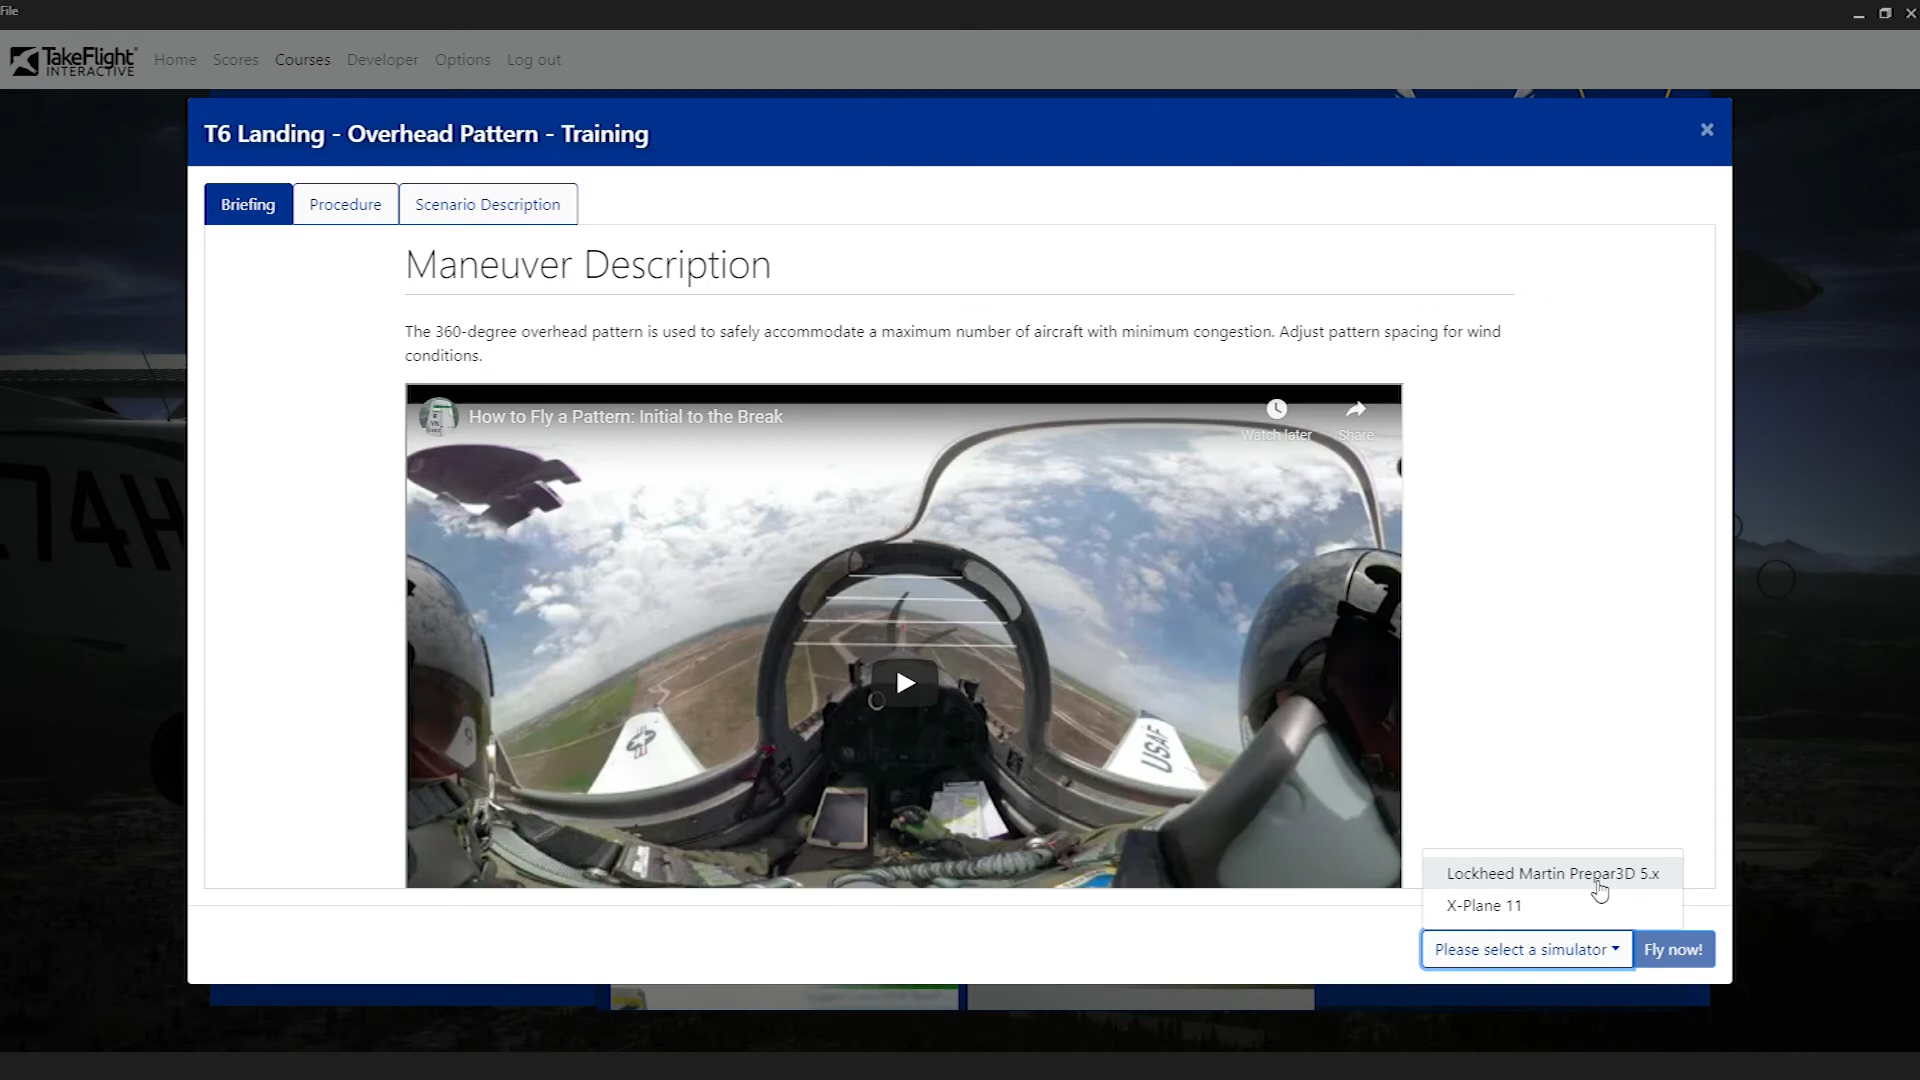 File
TakeFlight
INTERACTIVE
Home Scores Courses Developer Options Log out
T6 Landing - Overhead Pattern - Training
×
Briefing Procedure Scenario Description
Maneuver Description
The 360-degree overhead pattern is used to safely accommodate a maximum number of aircraft with minimum congestion. Adjust pattern spacing for wind
conditions.
How to Fly a Pattern: Initial to the Break
Watch later Share
74H
USAF
Lockheed Martin Prepar3D 5.x
X-Plane 11
Please select a simulator Fly now!